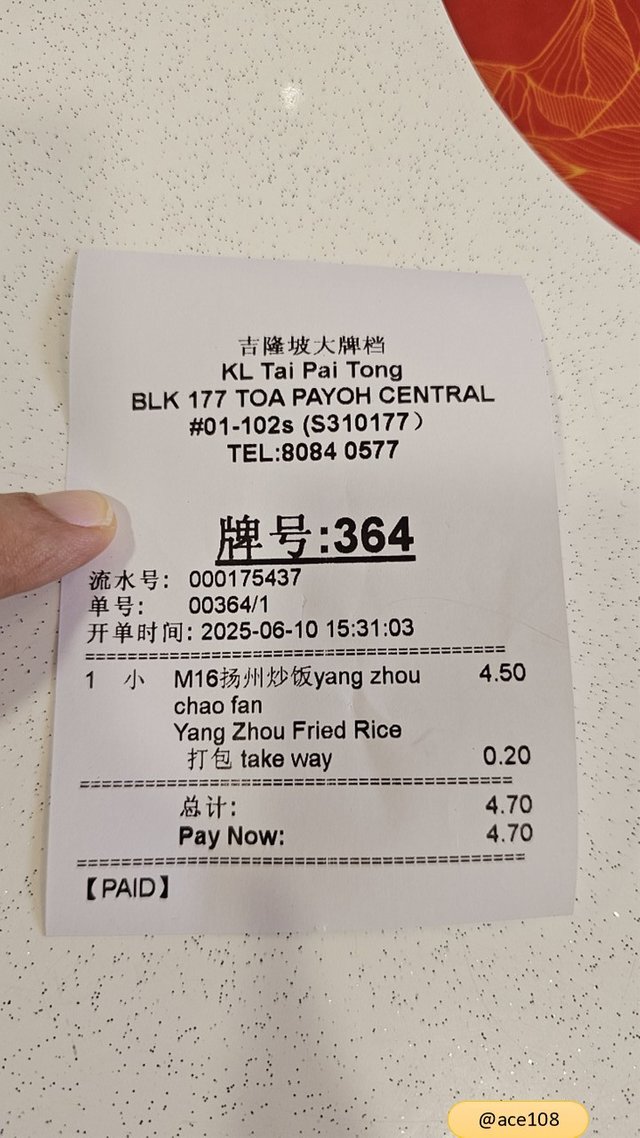 吉隆坡大牌档
KL Tai Pai Tong
BLK 177 TOA PAYOH CENTRAL
#01-102s (S310177）
TEL:8084 0577
牌号:364
流水号: 000175437
单号: 00364/1
开单时间: 2025-06-10 15:31:03
===============================================
1 小 M16扬州炒饭yang zhou 4.50
chao fan
Yang Zhou Fried Rice
打包 take way 0.20
===============================================
总计: 4.70
Pay Now: 4.70
===============================================
【PAID】
@ace108